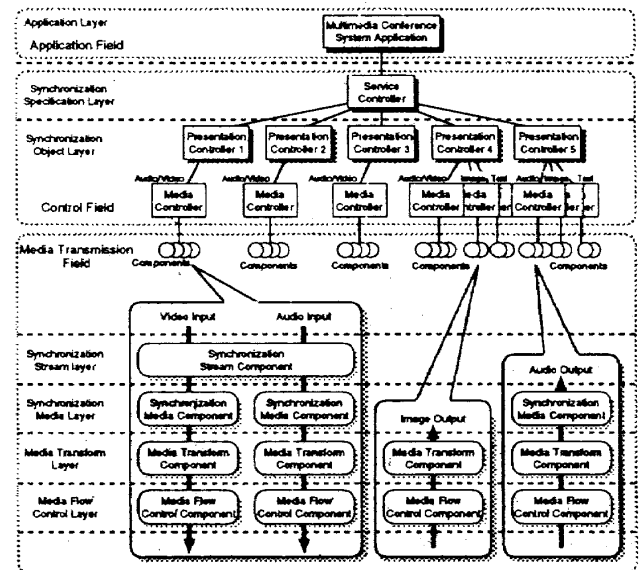 Application Layer
Application Field
Multimedia Conference
System Application
Synchronization
Specification Layer
Service
Controller
Synchronization
Object Layer
Presentation
Controller 1
Presentation
Controller 2
Presentation
Controller 3
Presentation
Controller 4
Presentation
Controller 5
Audio/Video
Audio/Video
Audio/Video
Audio/Video
Image
Text
Audio
Image
Text
Control Field
Media
Controller
Media
Controller
Media
Controller
Media
Controller
Media
Controller
Media Transmission
Field
Components
Components
Components
Components
Components
Video Input
Audio Input
Synchronization
Stream layer
Synchronization
Stream Component
Audio Output
Synchronization
Media Layer
Synchronization
Media Component
Synchronization
Media Component
Image Output
Synchronization
Media Component
Media Transform
Layer
Media Transform
Component
Media Transform
Component
Media Transform
Component
Media Transform
Component
Media Flow
Control Layer
Media Flow
Control Component
Media Flow
Control Component
Media Flow
Control Component
Media Flow
Control Component